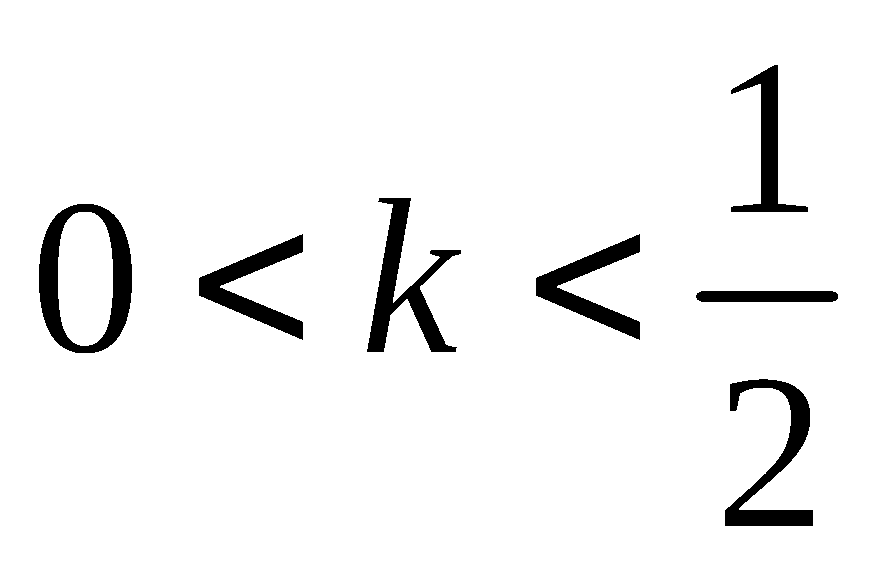 0 < k < 1/2